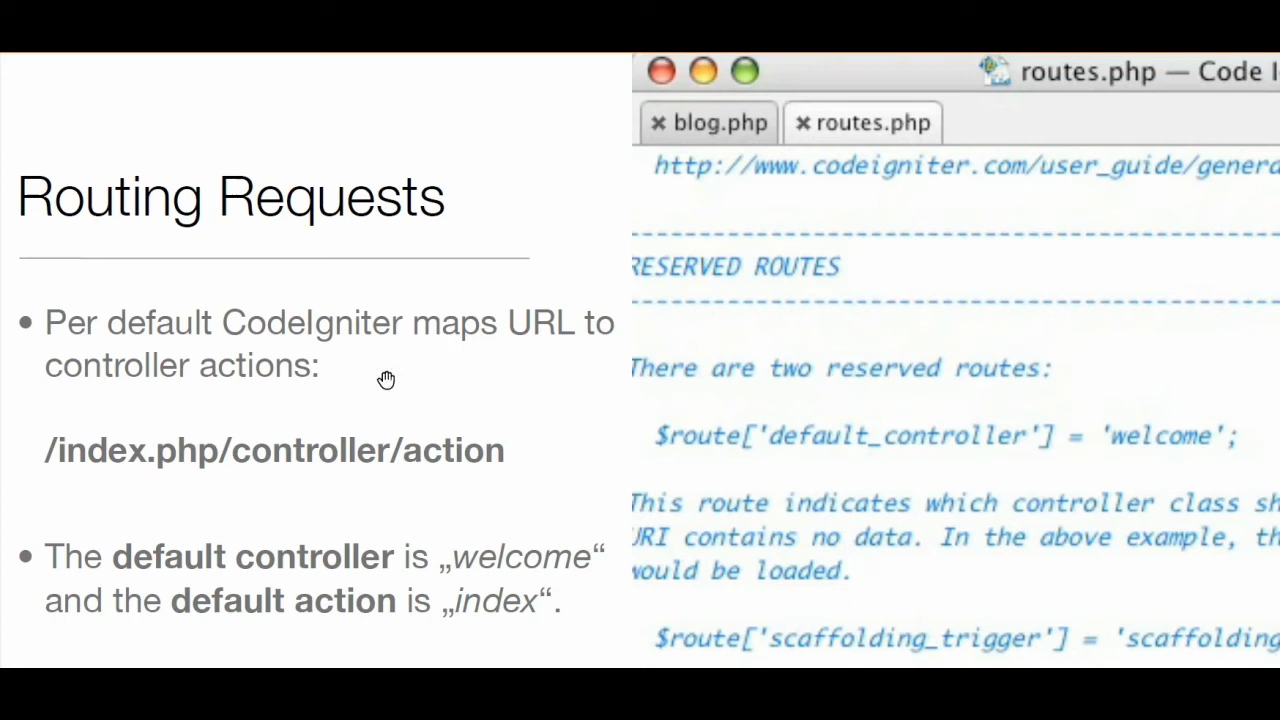 Routing Requests
• Per default CodeIgniter maps URL to
controller actions:
/index.php/controller/action
• The default controller is „welcome“
and the default action is „index“.
routes.php — Code I
blog.php
routes.php
http://www.codeigniter.com/user_guide/genera
RESERVED ROUTES
There are two reserved routes:
$route['default_controller'] = 'welcome';
This route indicates which controller class sh
URI contains no data. In the above example, th
would be loaded.
$route['scaffolding_trigger'] = 'scaffolding